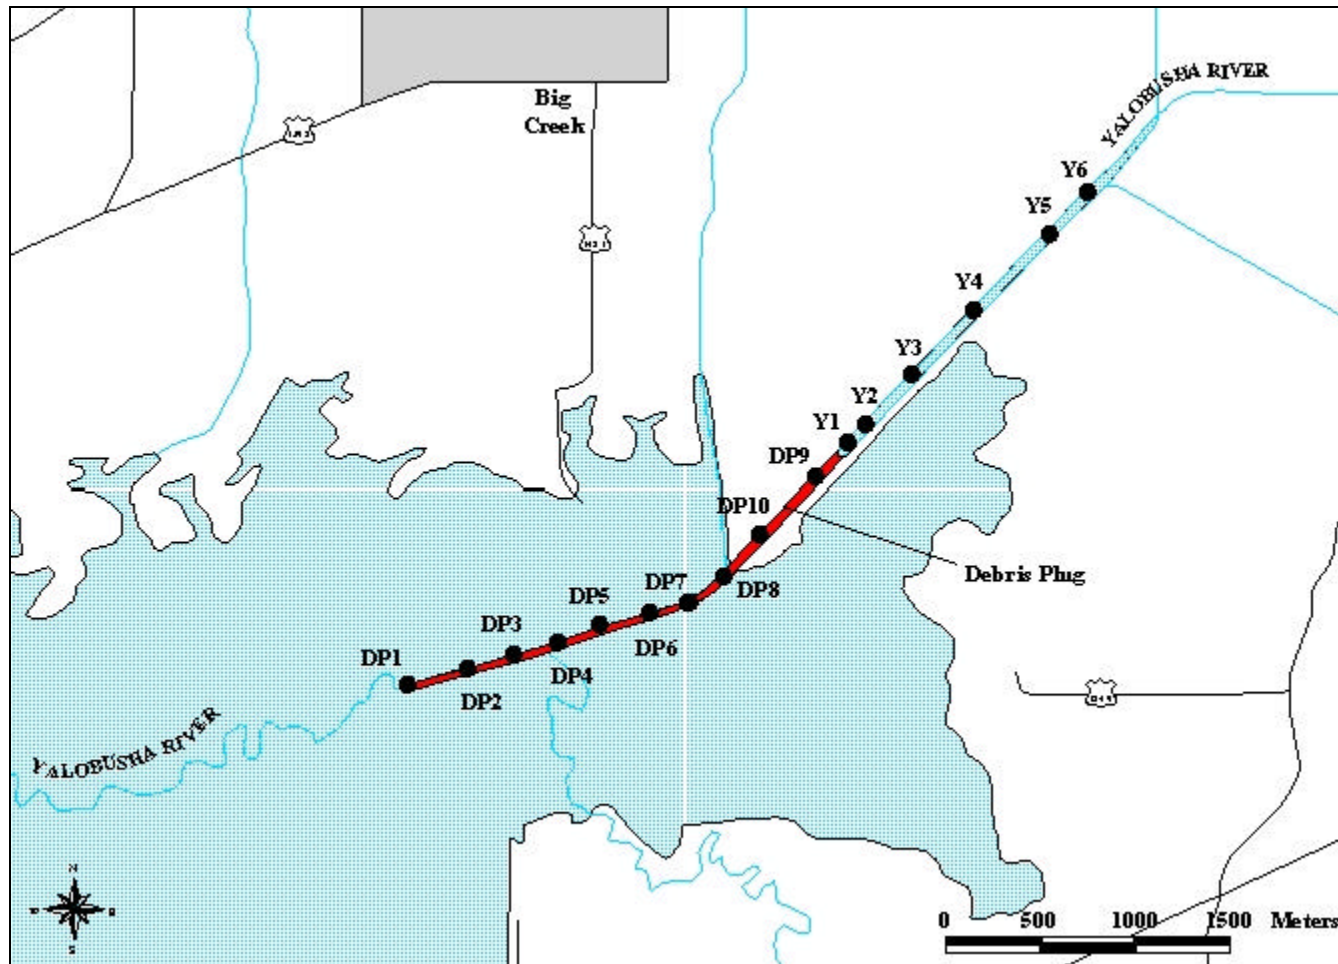 YALOBUSHA RIVER
Big
Creek
Y6
Y5
Y4
Y3
Y2
Y1
DP9
DP10
Debris Plug
DP7
DP8
DP5
DP6
DP3
DP4
DP1
DP2
YALOBUSHA RIVER
N
S
0 500 1000 1500 Meters